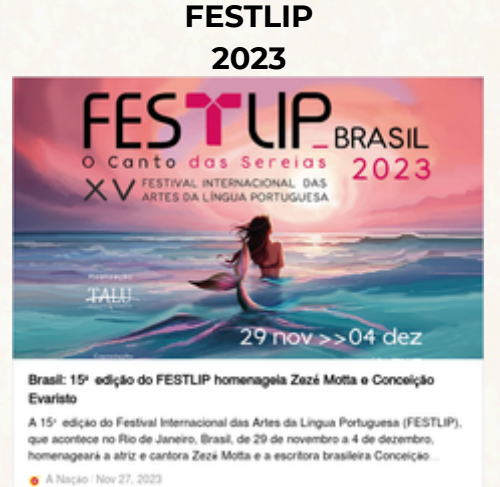 FESTLIP
2023
FESTLIP_BRASIL
O Canto das Sereias 2023
XV FESTIVAL INTERNACIONAL DAS
ARTES DA LÍNGUA PORTUGUESA
TALU
29 nov >>04 dez
Brasil: 15ª edição do FESTLIP homenageia Zezé Motta e Conceição
Evaristo
A 15ª edição do Festival Internacional das Artes da Língua Portuguesa (FESTLIP),
que acontece no Rio de Janeiro, Brasil, de 29 de novembro a 4 de dezembro,
homenageará a atriz e cantora Zezé Motta e a escritora brasileira Conceição...
A Nação / Nov 27, 2023